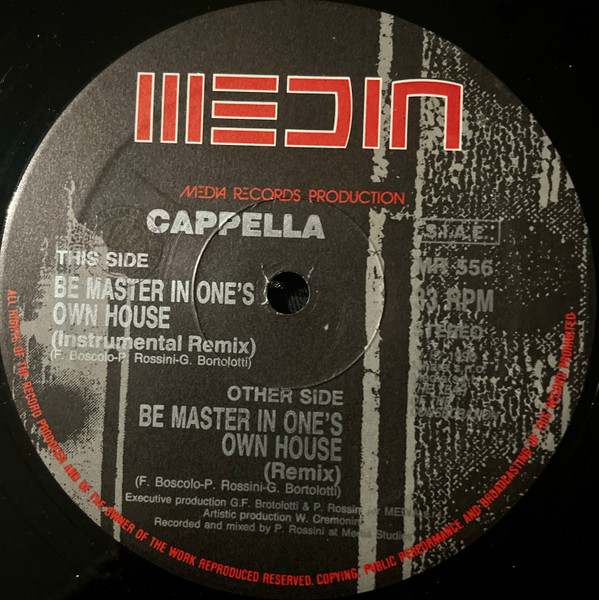 MEDIA
MEDIA RECORDS PRODUCTION
CAPPELLA
S.I.A.E.
THIS SIDE
MR 556
BE MASTER IN ONE'S
OWN HOUSE
33 RPM
(Instrumental Remix)
STEREO
(F. Boscolo-P. Rossini-G. Bortolotti)
OTHER SIDE
BE MASTER IN ONE'S
OWN HOUSE
(Remix)
(F. Boscolo-P. Rossini-G. Bortolotti)
Executive production G.F. Brotolotti & P. Rossini
Artistic production W. Cremonini
Recorded and mixed by P. Rossini at Media Studio
ALL RIGHTS OF THE RECORD PRODUCER AND OF THE OWNER OF THE WORK REPRODUCED RESERVED. COPYING, PUBLIC PERFORMANCE AND BROADCASTING OF THIS RECORD PROHIBITED